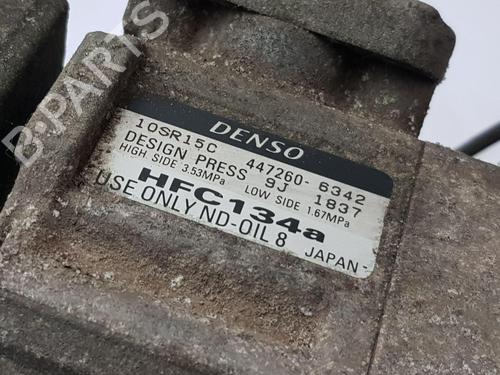 DENSO
10SR15C 447260-6342
DESIGN PRESS 9J 1837
HIGH SIDE 3.53MPa LOW SIDE 1.67MPa
HFC134a
USE ONLY ND-OIL 8 JAPAN-
B-PARTS